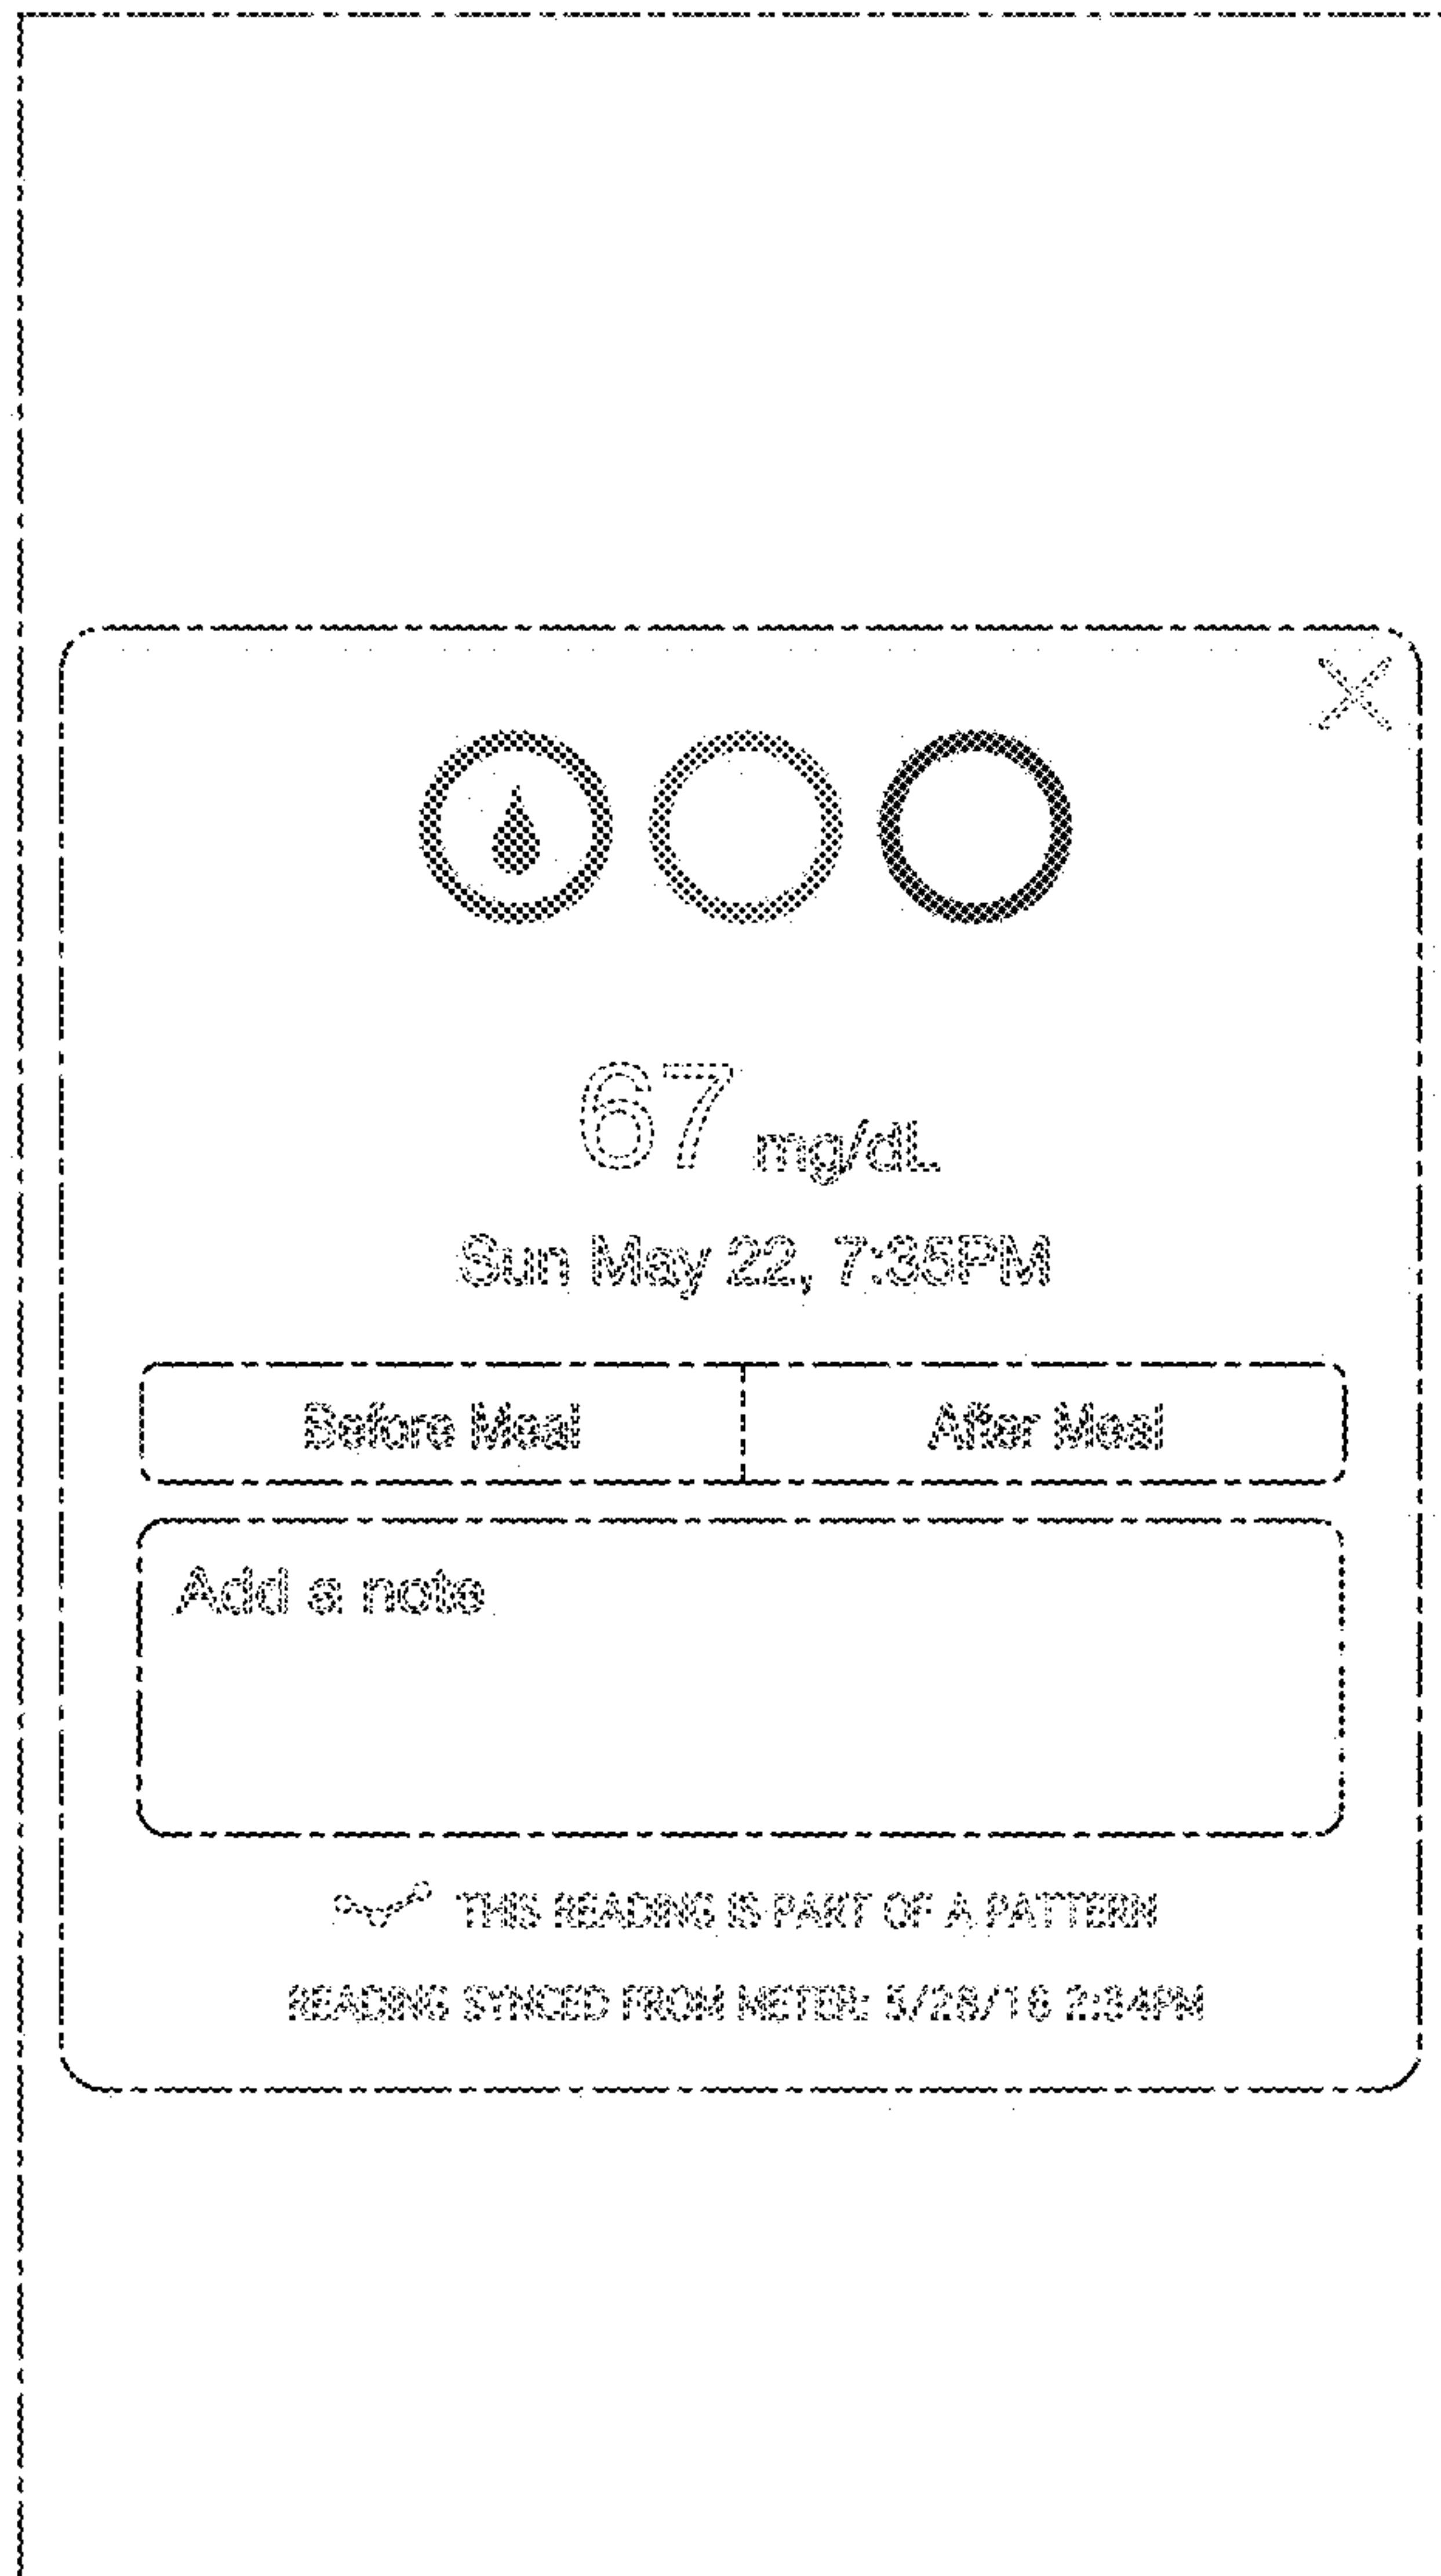 67 mg/dL
Sun May 22, 7:35PM
Before Meal After Meal
Add a note
THIS READING IS PART OF A PATTERN
READING SYNCED FROM METER: 5/28/16 2:34PM